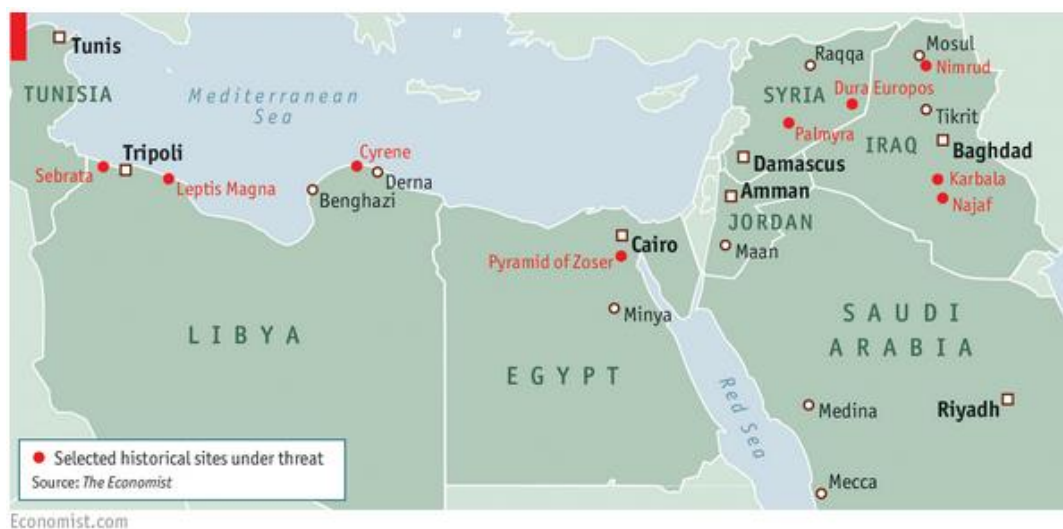 Tunis
TUNISIA
Mediterranean
Sea
Sebrata
Tripoli
Leptis Magna
Cyrene
Derna
Benghazi
LIBYA
Cairo
Pyramid of Zoser
Minya
EGYPT
Red Sea
Raqqa
Dura Europos
SYRIA
Palmyra
Damascus
Amman
JORDAN
Maan
Mosul
Nimrud
Tikrit
IRAQ
Baghdad
Karbala
Najaf
SAUDI
ARABIA
Medina
Riyadh
Mecca
Selected historical sites under threat
Source: The Economist
Economist.com